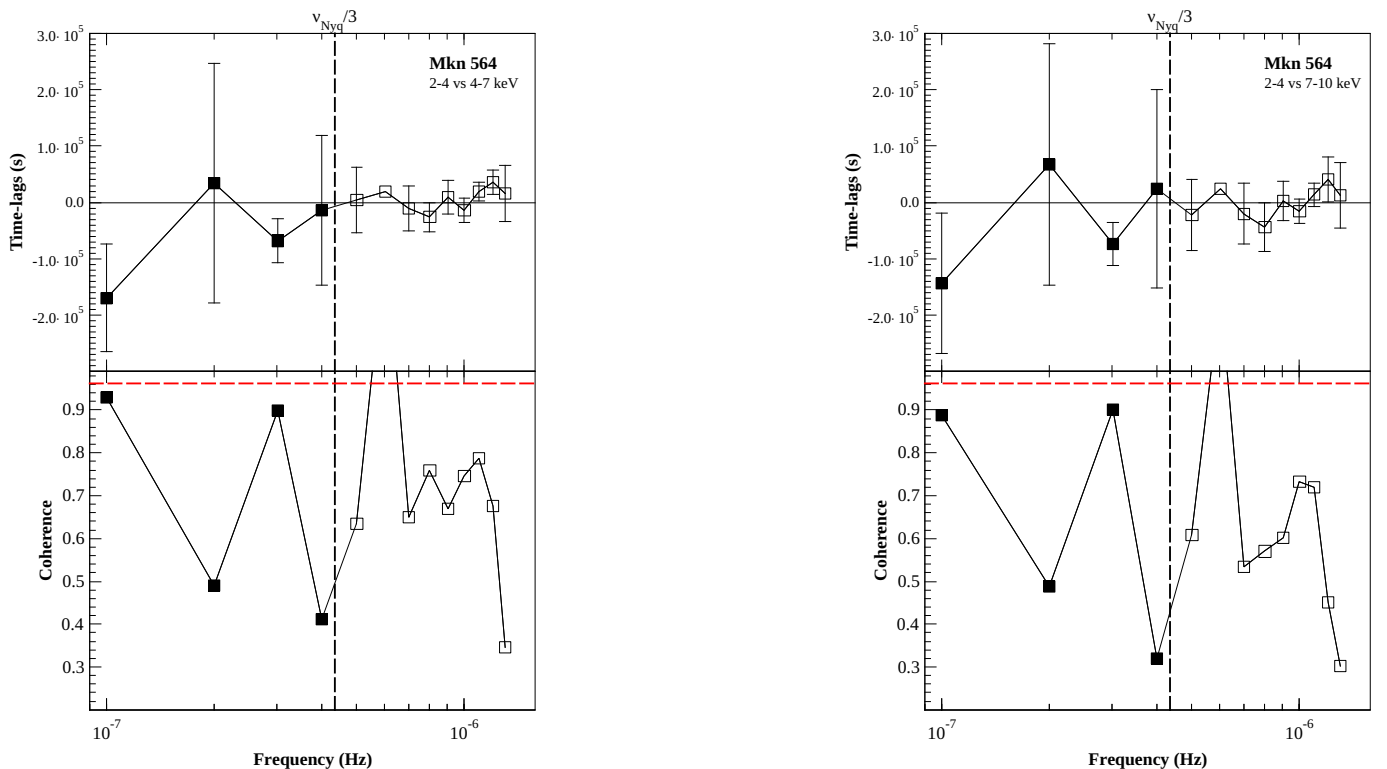 ν_Nyq/3
3.0· 10^5
2.0· 10^5
1.0· 10^5
0.0
-1.0· 10^5
-2.0· 10^5
Time-lags (s)
Mkn 564
2-4 vs 4-7 keV
0.9
0.8
0.7
0.6
0.5
0.4
0.3
Coherence
10^-7
10^-6
Frequency (Hz)
ν_Nyq/3
3.0· 10^5
2.0· 10^5
1.0· 10^5
0.0
-1.0· 10^5
-2.0· 10^5
Time-lags (s)
Mkn 564
2-4 vs 7-10 keV
0.9
0.8
0.7
0.6
0.5
0.4
0.3
Coherence
10^-7
10^-6
Frequency (Hz)